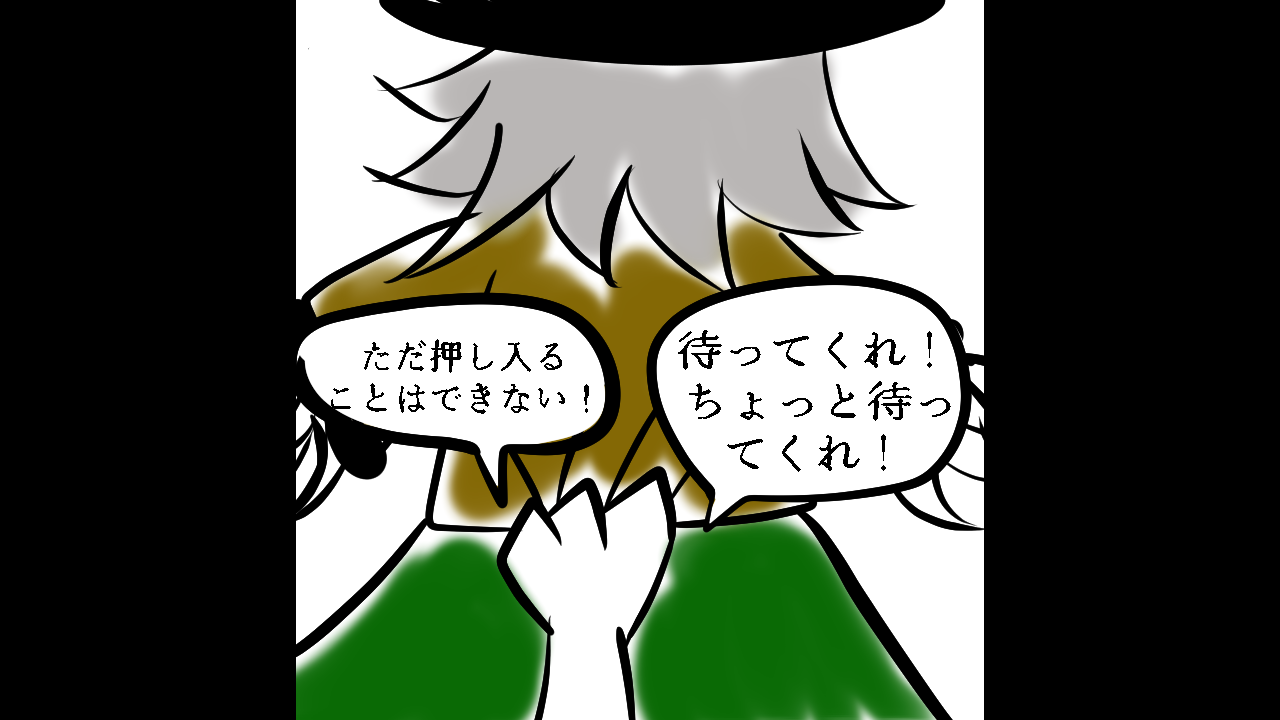 ただ押し入る
ことはできない！
待ってくれ！
ちょっと待っ
てくれ！